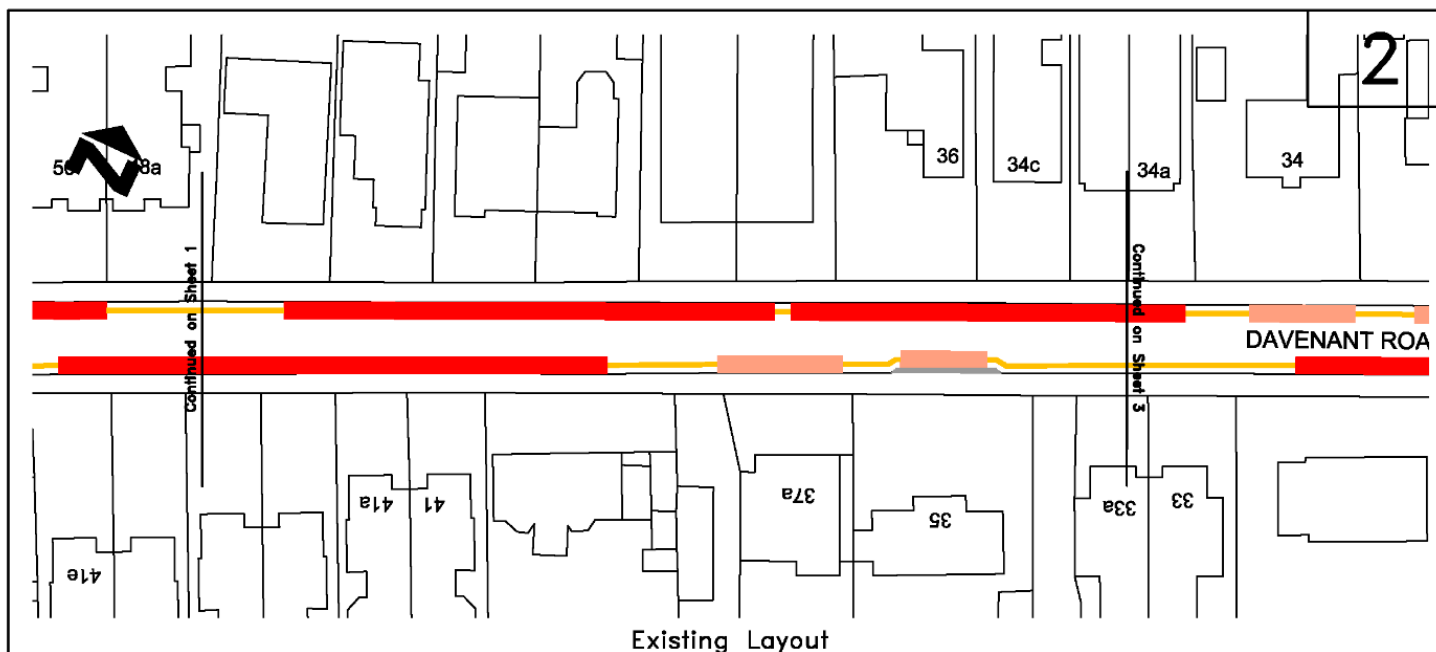 2
36
34c
34a
34
Continued on Sheet 1
Continued on Sheet 3
DAVENANT ROA
41e
41a
41
37a
35
33a
33
Existing Layout